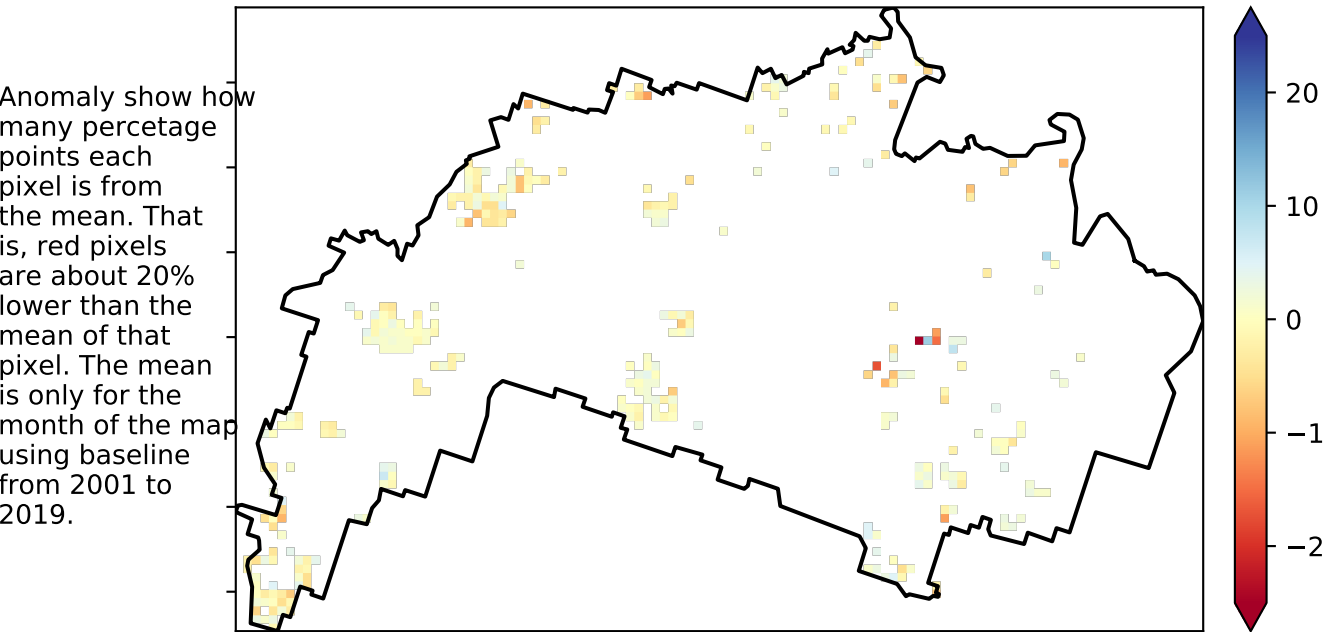 Anomaly show how
many percetage
points each
pixel is from
the mean. That
is, red pixels
are about 20%
lower than the
mean of that
pixel. The mean
is only for the
month of the map
using baseline
from 2001 to
2019.
20
10
0
−1
−2